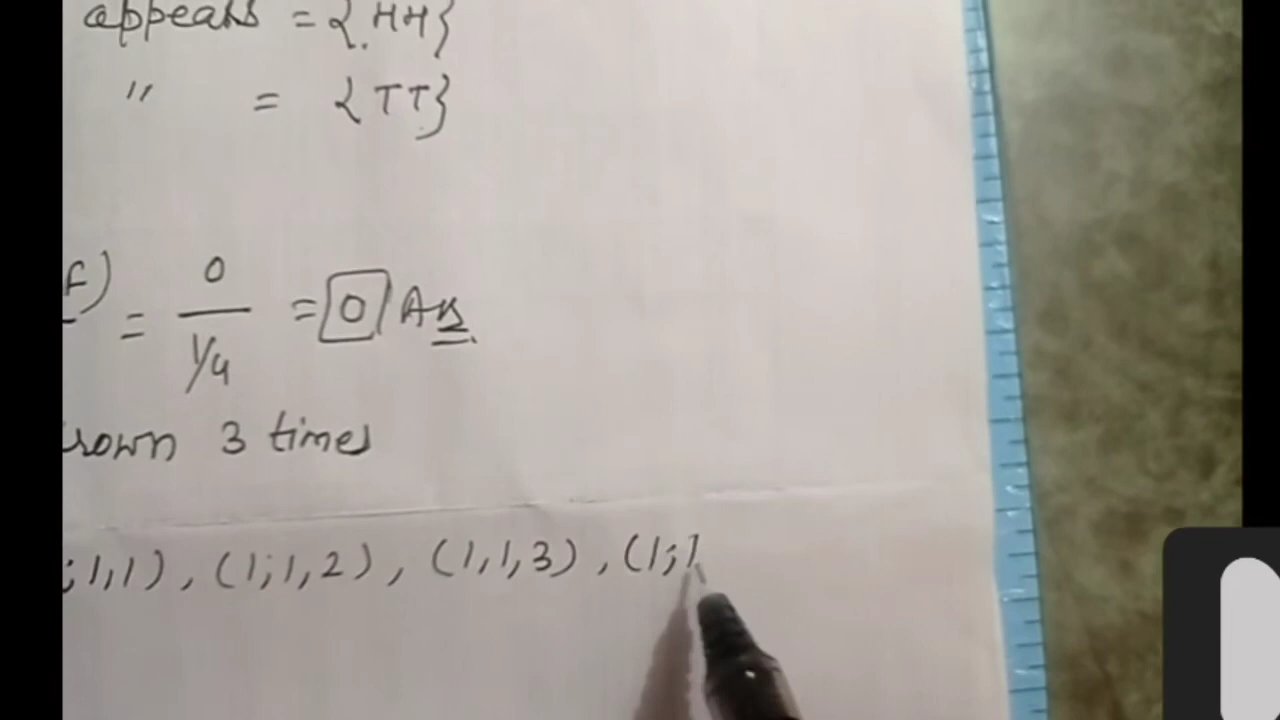 appears = {HH}
" = {TT}
F) = 0 / 1/4 = 0 Ans.
rown 3 times
;1,1), (1;1,2), (1,1,3), (1;1